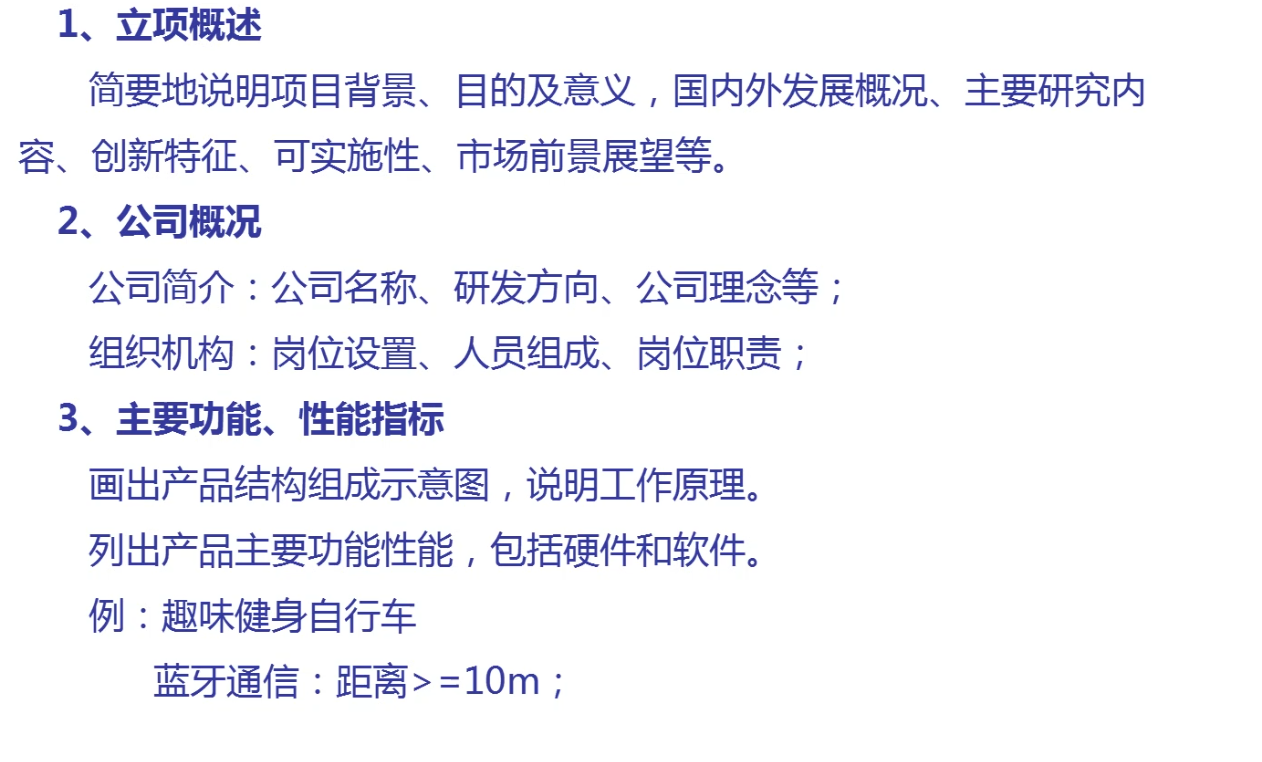 1、立项概述
简要地说明项目背景、目的及意义，国内外发展概况、主要研究内
容、创新特征、可实施性、市场前景展望等。
2、公司概况
公司简介：公司名称、研发方向、公司理念等；
组织机构：岗位设置、人员组成、岗位职责；
3、主要功能、性能指标
画出产品结构组成示意图，说明工作原理。
列出产品主要功能性能，包括硬件和软件。
例：趣味健身自行车
蓝牙通信：距离>=10m；